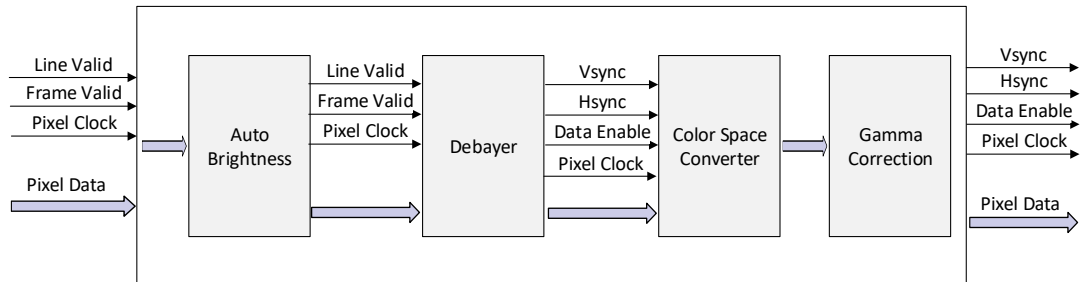 Line Valid
Frame Valid
Pixel Clock
Pixel Data
Auto
Brightness
Line Valid
Frame Valid
Pixel Clock
Debayer
Vsync
Hsync
Data Enable
Pixel Clock
Color Space
Converter
Gamma
Correction
Vsync
Hsync
Data Enable
Pixel Clock
Pixel Data